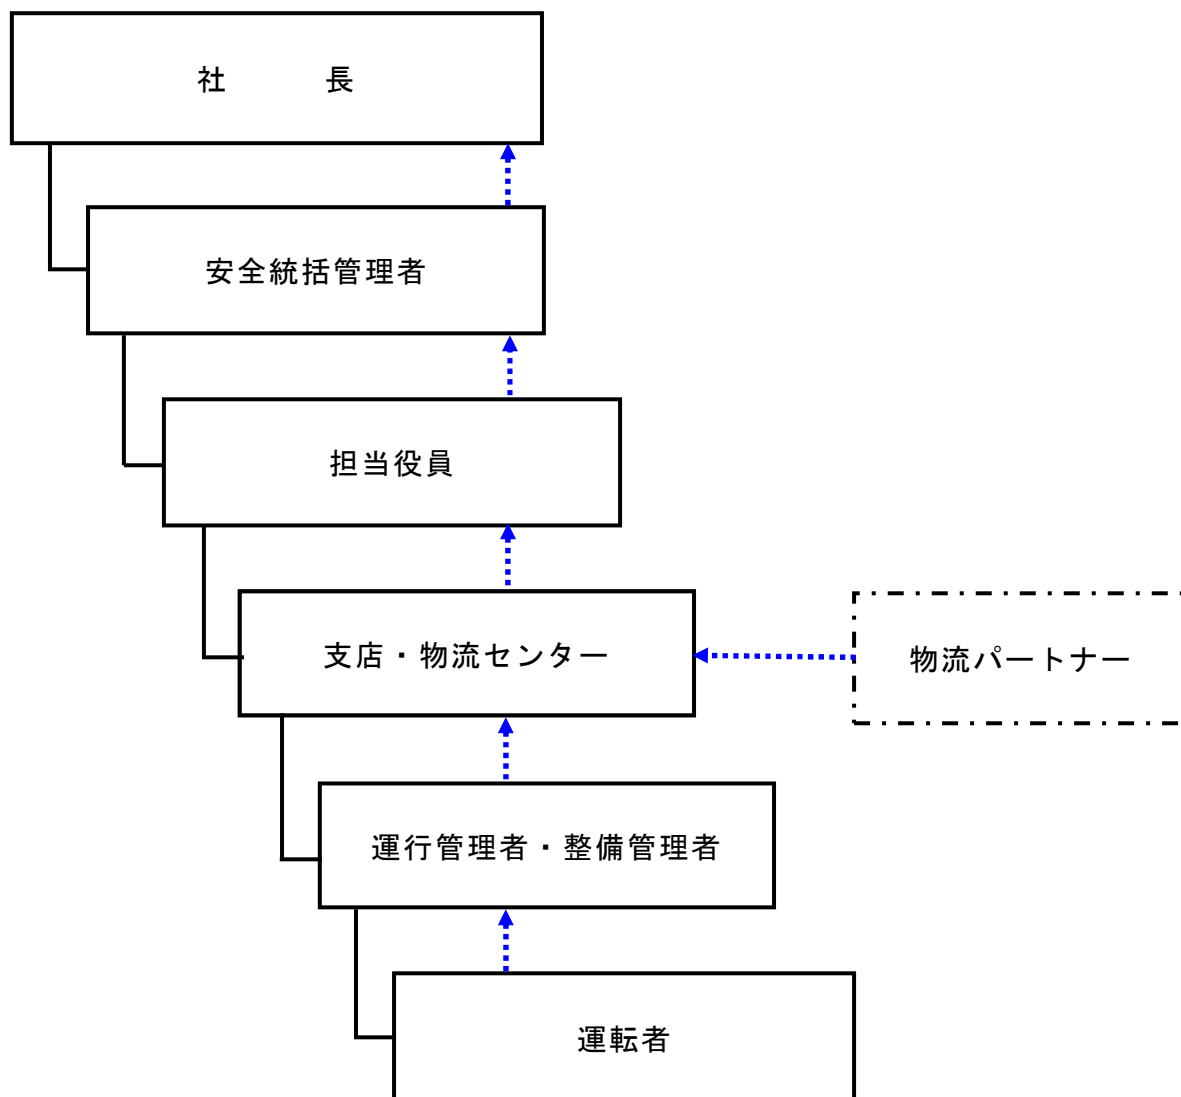 社　　　長
安全統括管理者
担当役員
支店・物流センター
物流パートナー
運行管理者・整備管理者
運転者